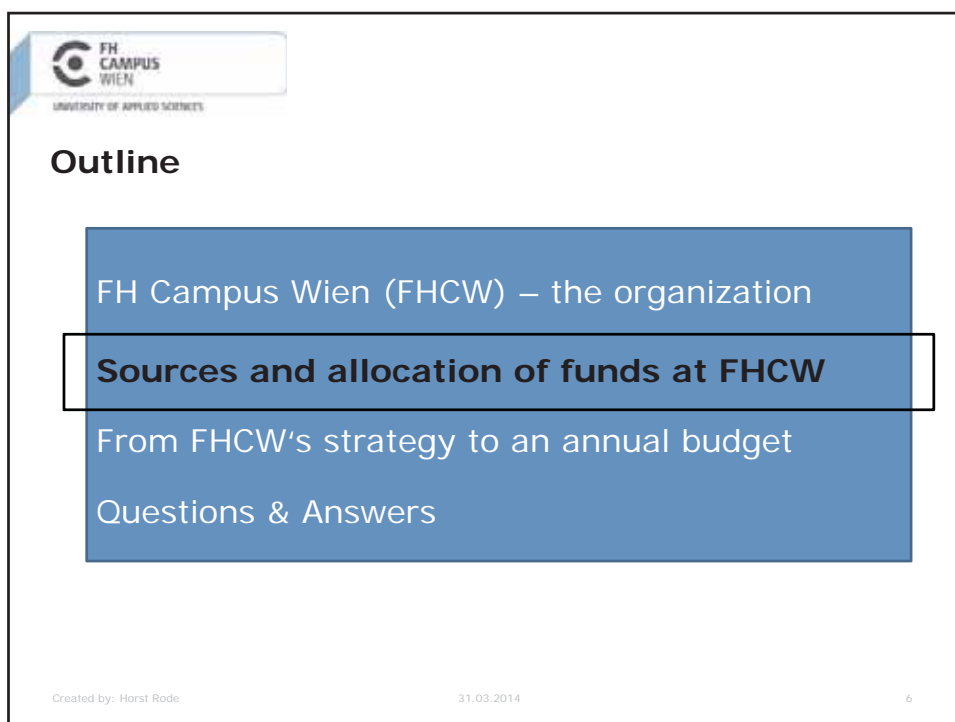 FH
CAMPUS
WIEN
UNIVERSITY OF APPLIED SCIENCES
Outline
FH Campus Wien (FHCW) – the organization
Sources and allocation of funds at FHCW
From FHCW‘s strategy to an annual budget
Questions & Answers
Created by: Horst Rode 31.03.2014 6